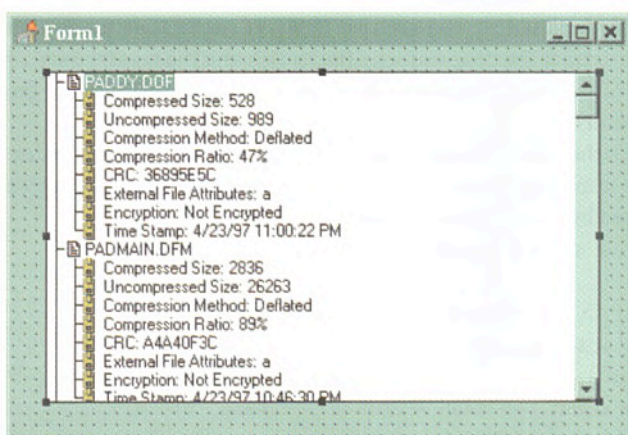 Form1
PADDY.DOF
Compressed Size: 528
Uncompressed Size: 989
Compression Method: Deflated
Compression Ratio: 47%
CRC: 36895E5C
External File Attributes: a
Encryption: Not Encrypted
Time Stamp: 4/23/97 11:00:22 PM
PADMAIN.DFM
Compressed Size: 2836
Uncompressed Size: 26263
Compression Method: Deflated
Compression Ratio: 89%
CRC: A4A40F3C
External File Attributes: a
Encryption: Not Encrypted
Time Stamp: 4/23/97 10:46:30 PM